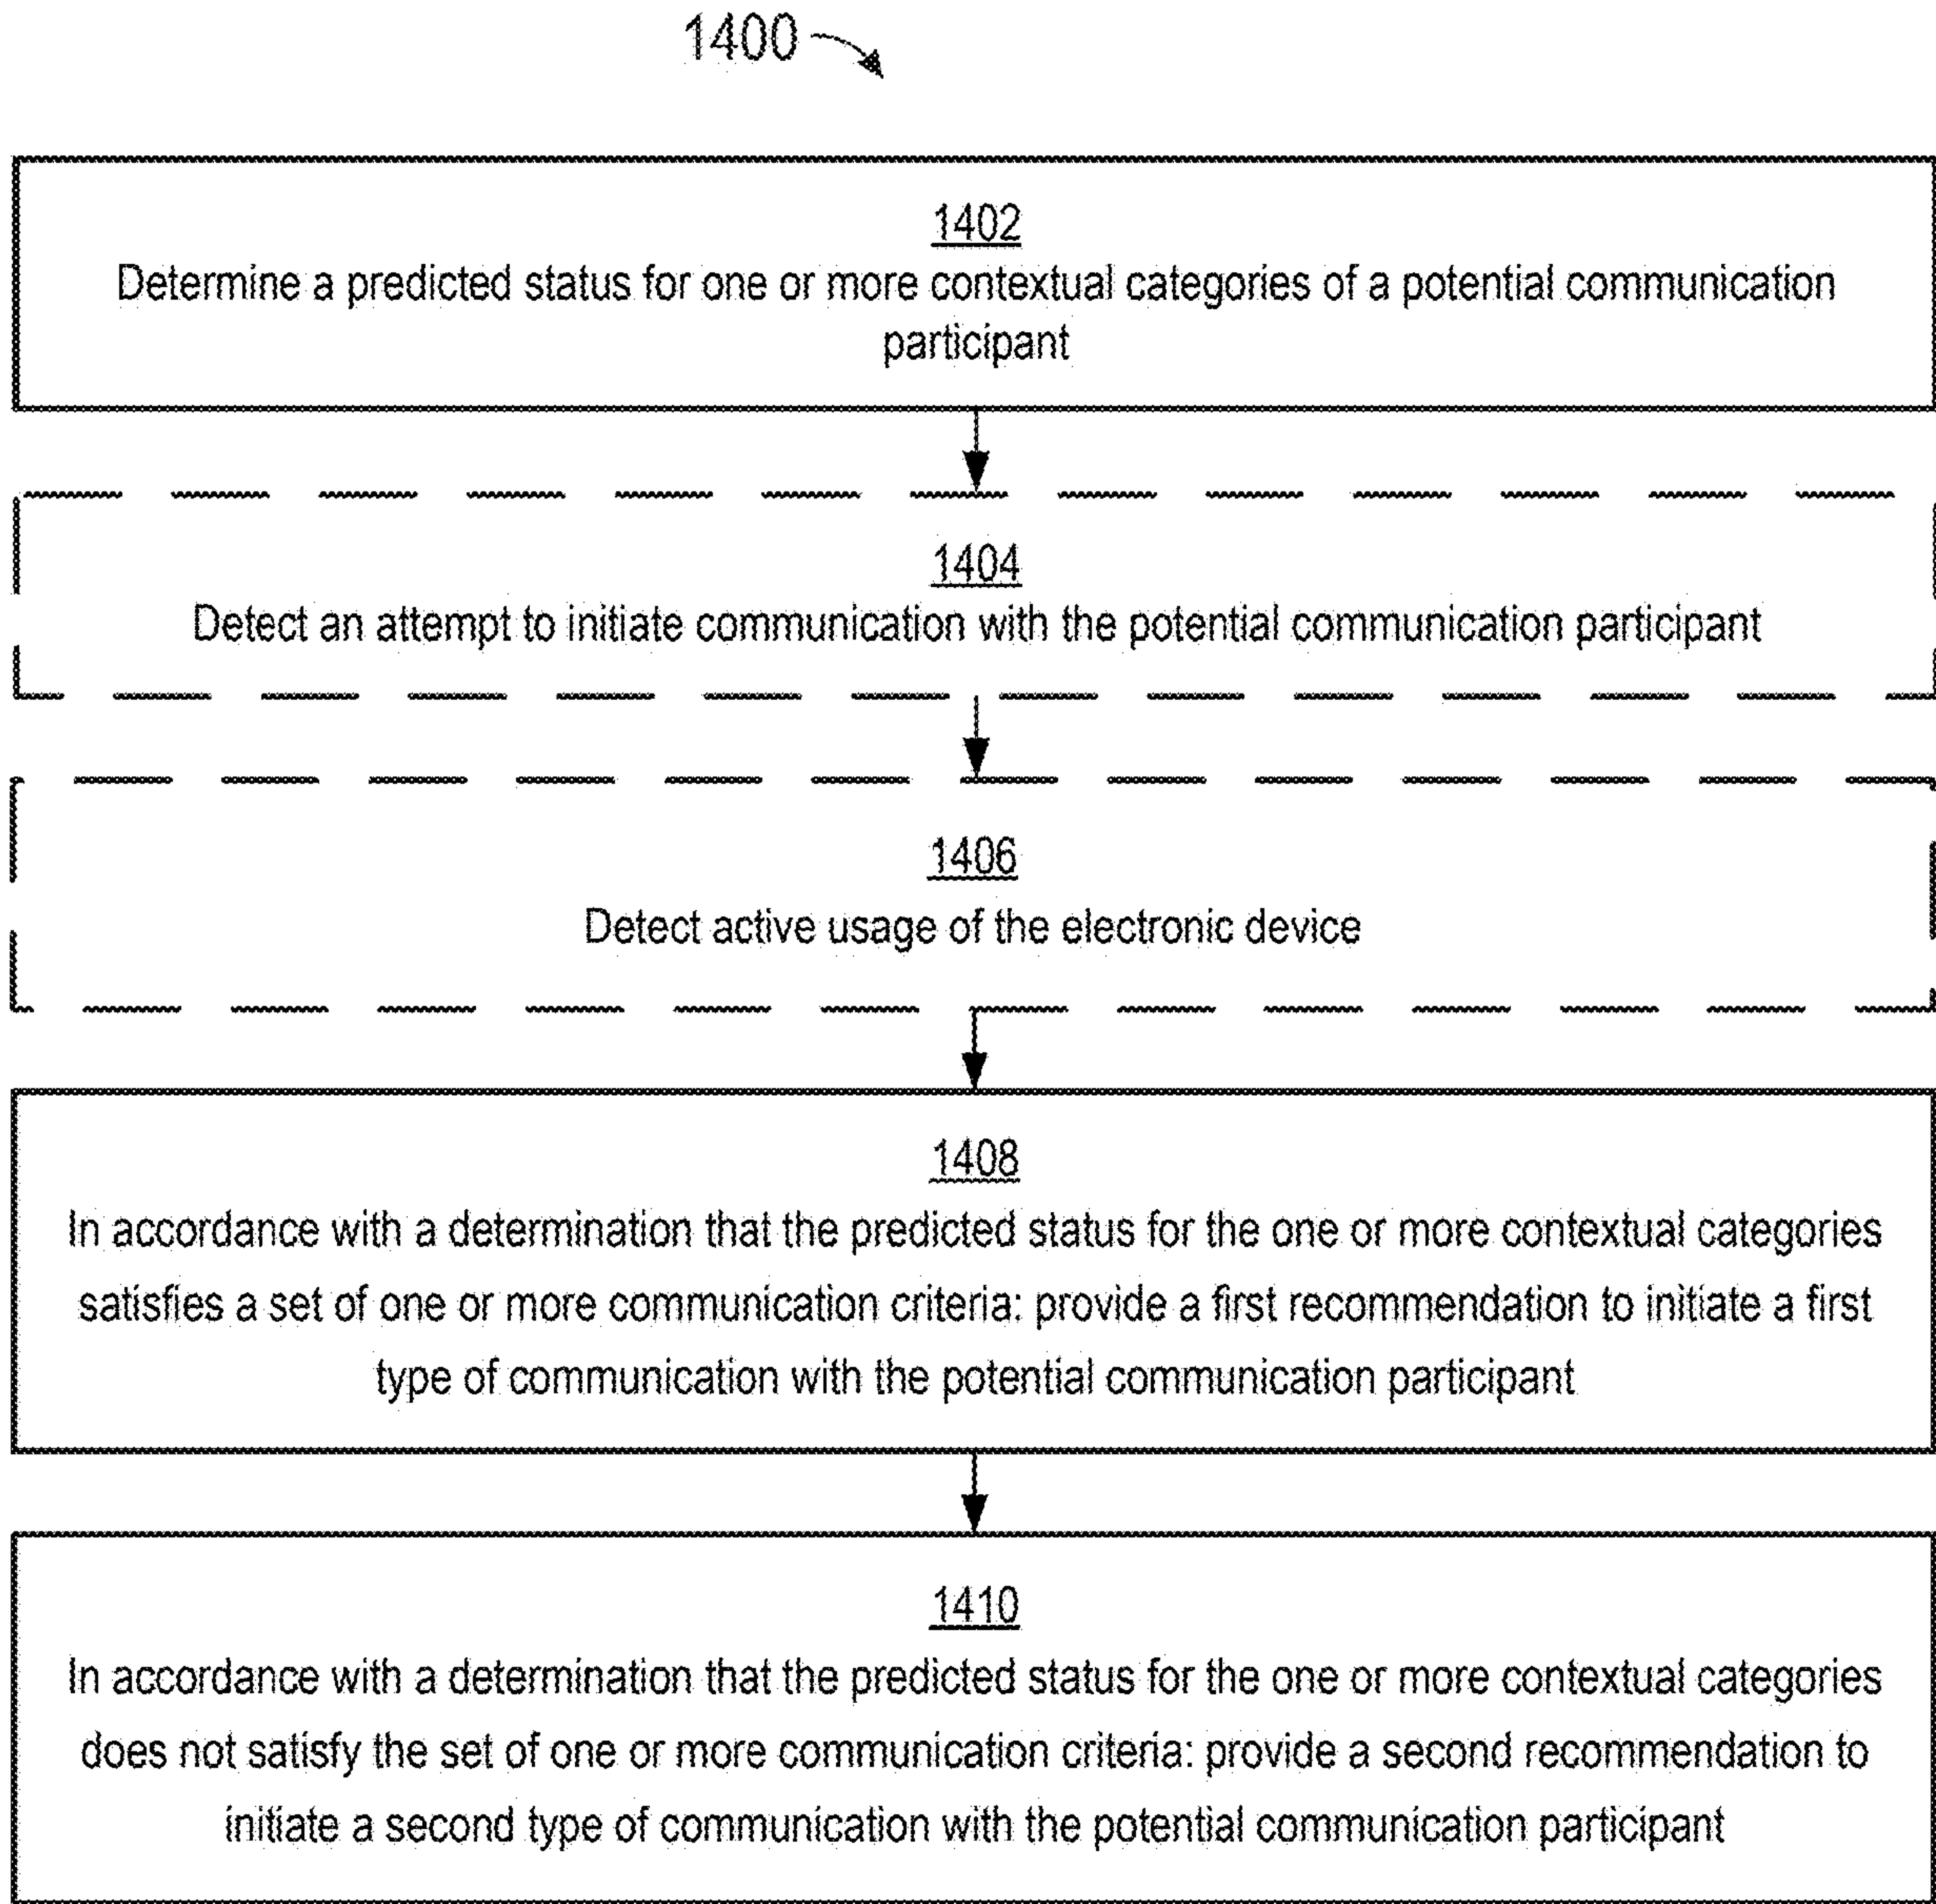 1400
1402
Determine a predicted status for one or more contextual categories of a potential communication
participant
1404
Detect an attempt to initiate communication with the potential communication participant
1406
Detect active usage of the electronic device
1408
In accordance with a determination that the predicted status for the one or more contextual categories
satisfies a set of one or more communication criteria: provide a first recommendation to initiate a first
type of communication with the potential communication participant
1410
In accordance with a determination that the predicted status for the one or more contextual categories
does not satisfy the set of one or more communication criteria: provide a second recommendation to
initiate a second type of communication with the potential communication participant